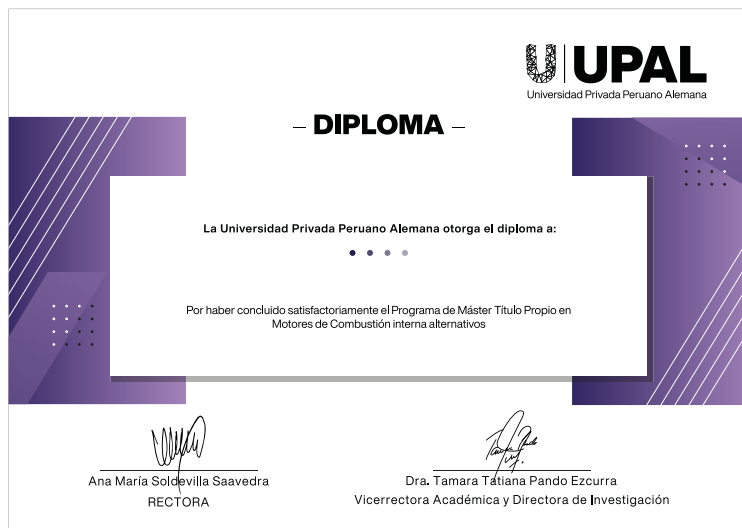 UPAL
Universidad Privada Peruano Alemana
– DIPLOMA –
La Universidad Privada Peruano Alemana otorga el diploma a:
Por haber concluido satisfactoriamente el Programa de Máster Título Propio en
Motores de Combustión interna alternativos
Ana María Soldevilla Saavedra
RECTORA
Dra. Tamara Tatiana Pando Ezcurra
Vicerrectora Académica y Directora de Investigación